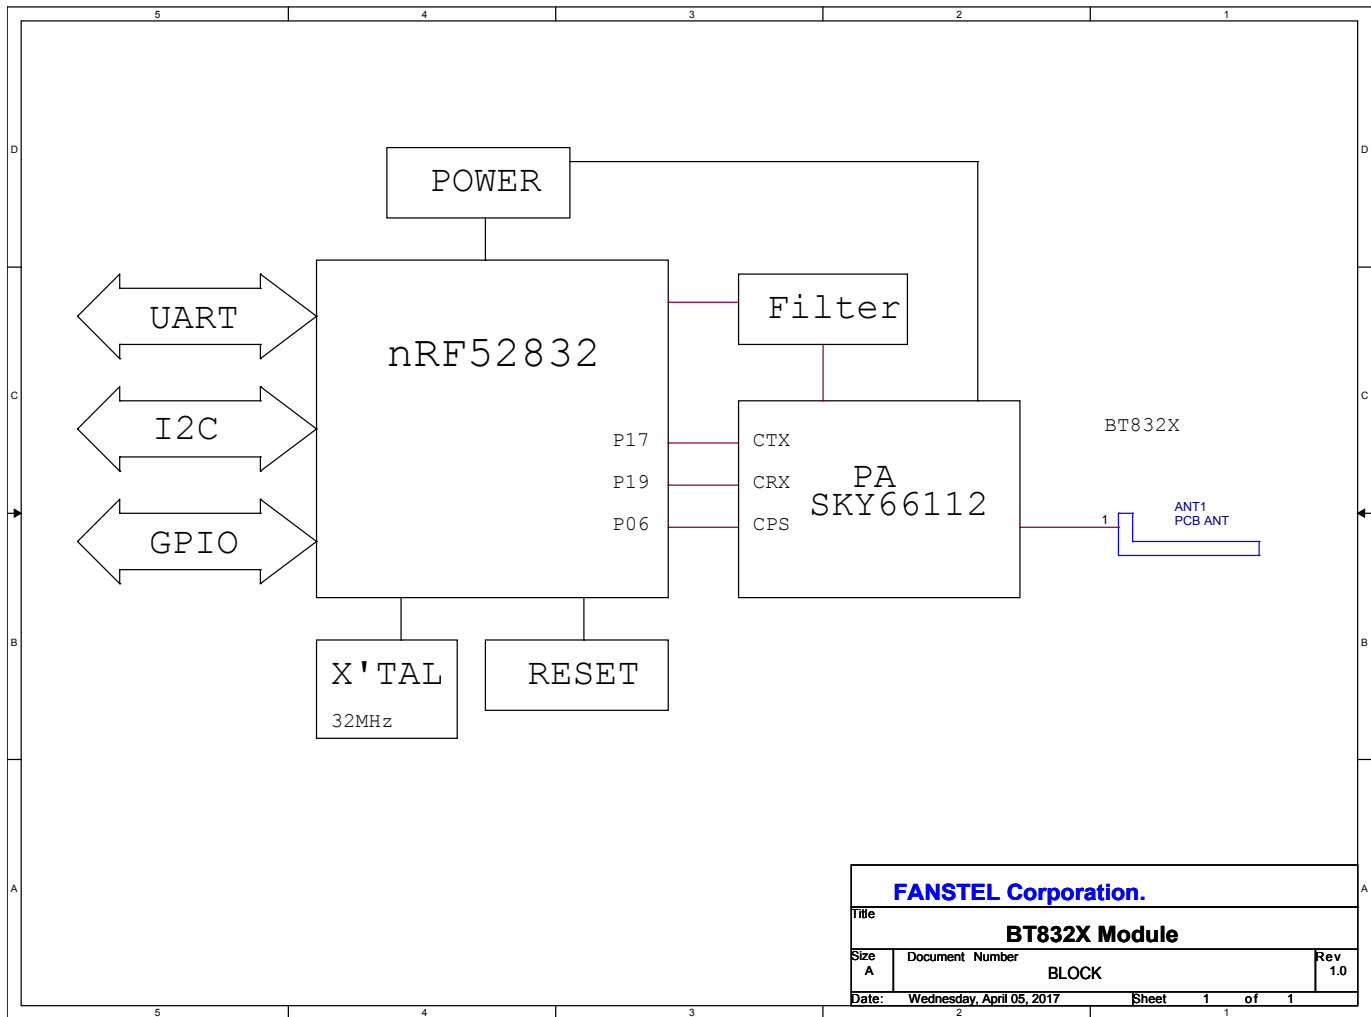 5 4 3 2 1
D D
POWER
UART
Filter
nRF52832
C C
I2C
BT832X
P17 CTX
P19 CRX
P06 CPS
PA
SKY66112
ANT1
PCB ANT
1
GPIO
B B
X'TAL
32MHz
RESET
A A
FANSTEL Corporation.
Title
BT832X Module
Size Document Number Rev
A BLOCK 1.0
Date: Wednesday, April 05, 2017 Sheet 1 of 1
5 4 3 2 1